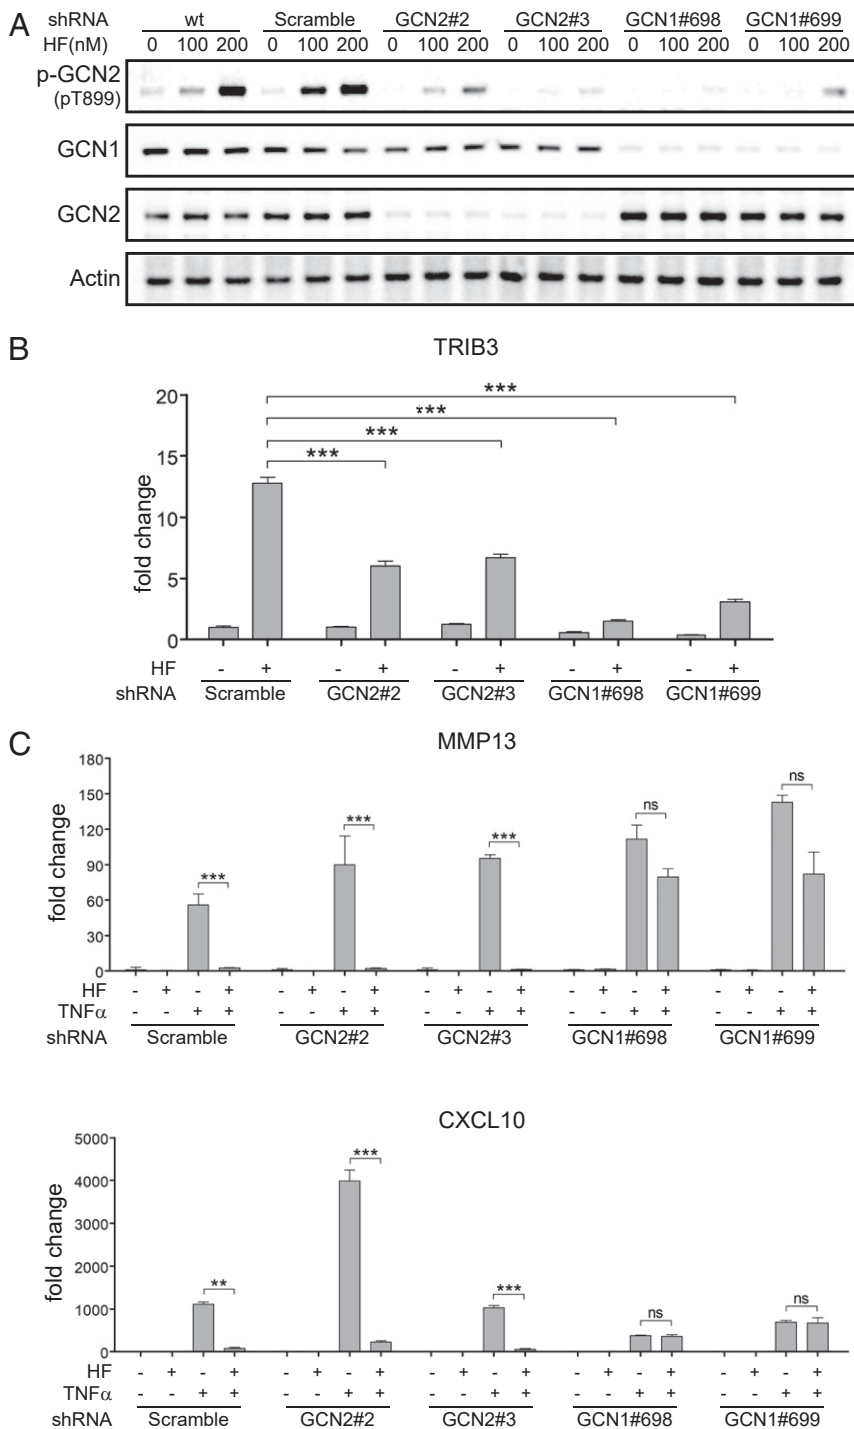 A
shRNA wt Scramble GCN2#2 GCN2#3 GCN1#698 GCN1#699
HF(nM) 0 100 200 0 100 200 0 100 200 0 100 200 0 100 200 0 100 200
p-GCN2
(pT899)
GCN1
GCN2
Actin
B
TRIB3
fold change
20
15
10
5
0
***
***
***
***
HF - + - + - + - + - +
shRNA Scramble GCN2#2 GCN2#3 GCN1#698 GCN1#699
C
MMP13
fold change
180
150
120
90
60
30
0
*** *** *** ns ns
HF - + - + - + - + - + - + - + - + - + - +
TNFα - - + + - - + + - - + + - - + + - - + +
shRNA Scramble GCN2#2 GCN2#3 GCN1#698 GCN1#699
CXCL10
fold change
5000
4000
3000
2000
1000
0
** *** *** ns ns
HF - + - + - + - + - + - + - + - + - + - +
TNFα - - + + - - + + - - + + - - + + - - + +
shRNA Scramble GCN2#2 GCN2#3 GCN1#698 GCN1#699